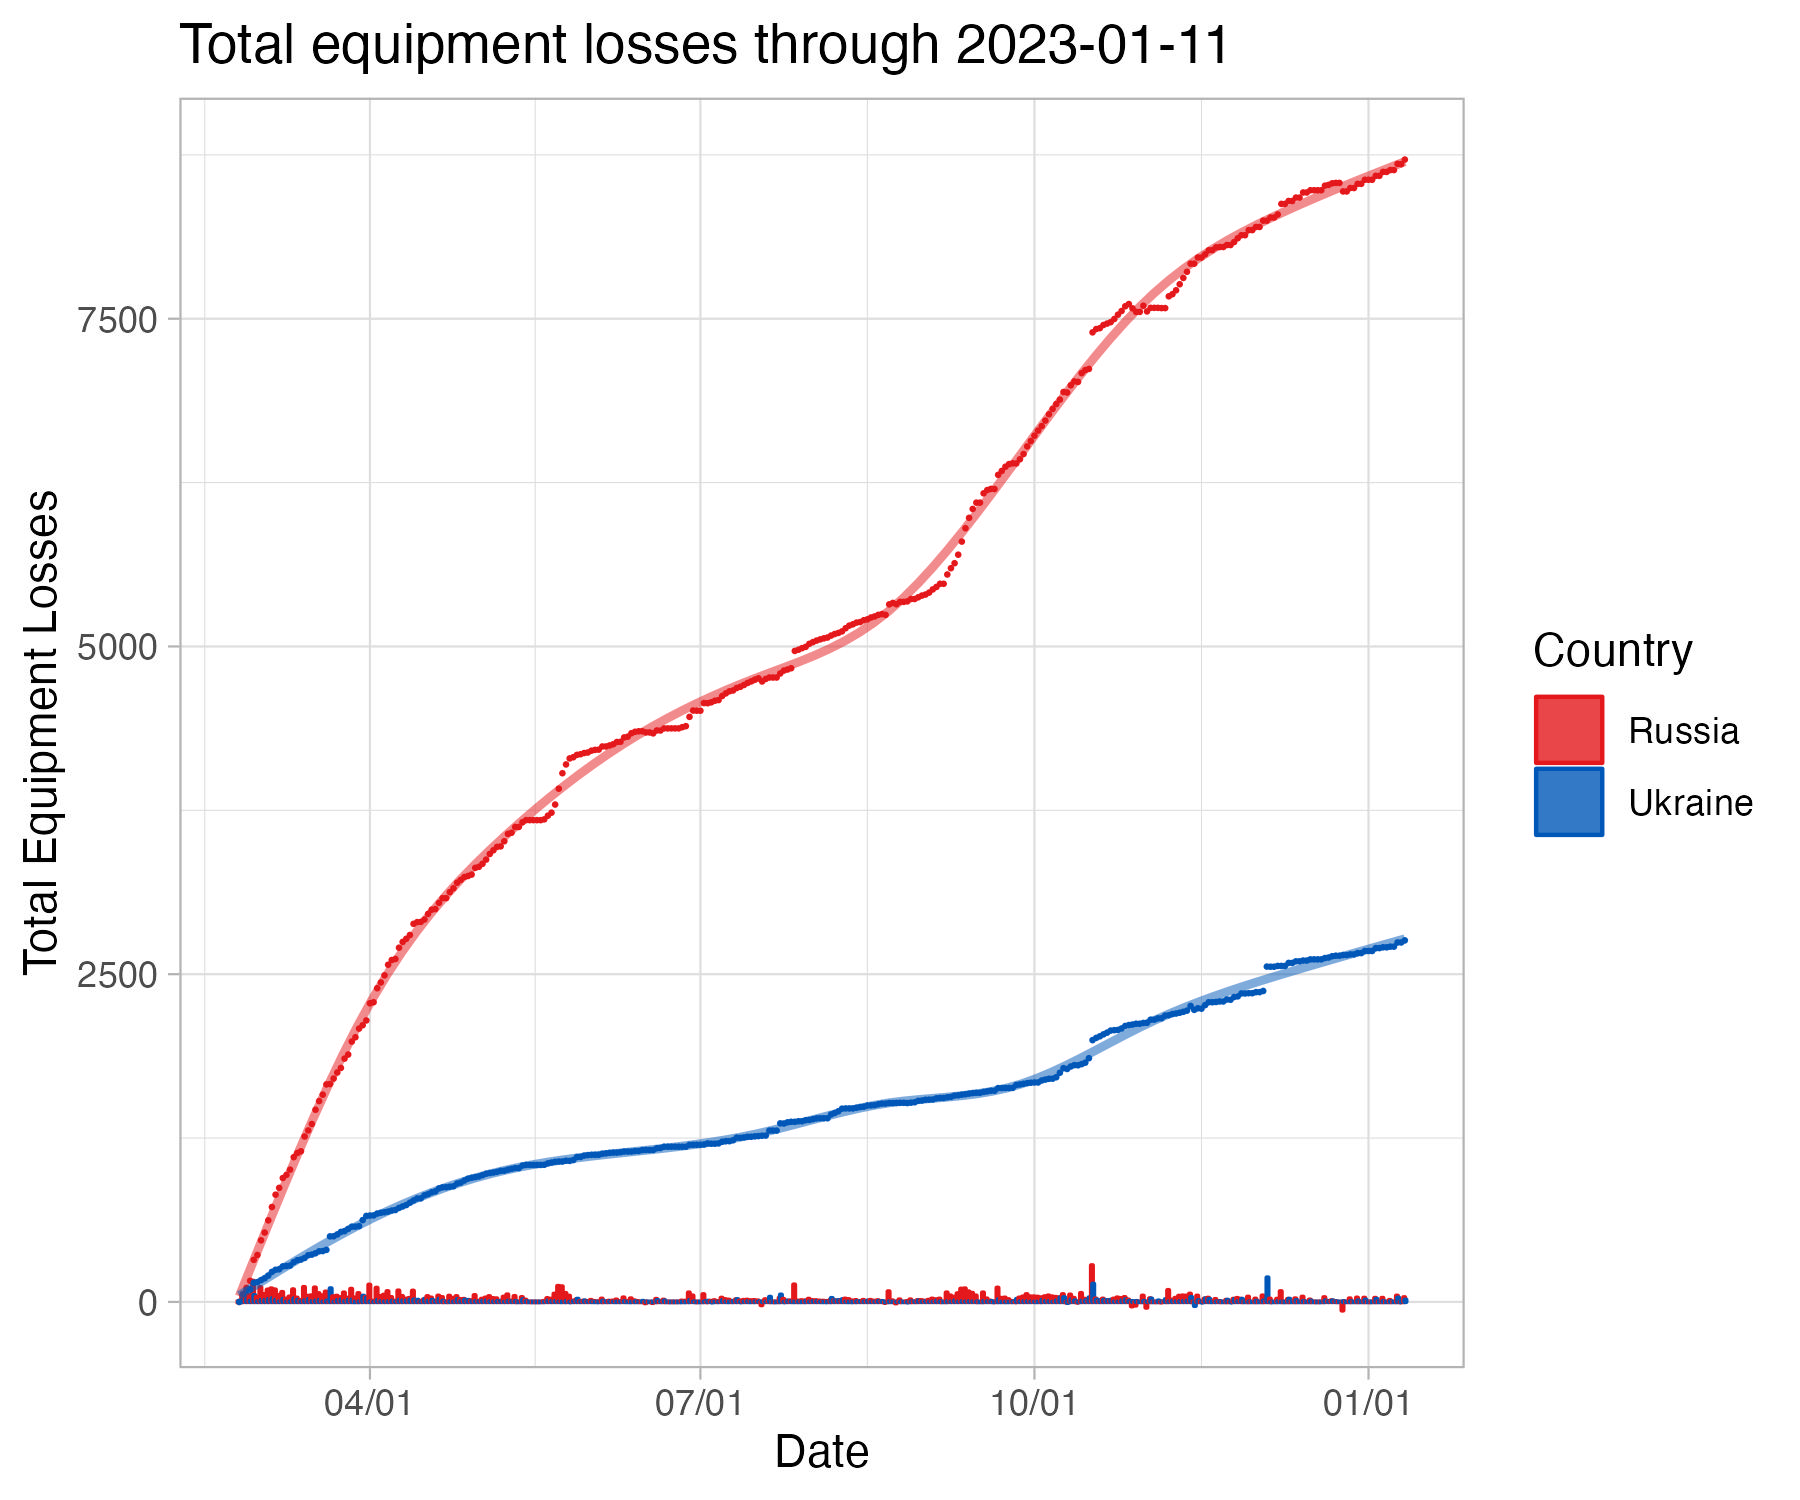 Total equipment losses through 2023-01-11
Total Equipment Losses
7500
5000
2500
0
04/01
07/01
10/01
01/01
Date
Country
Russia
Ukraine